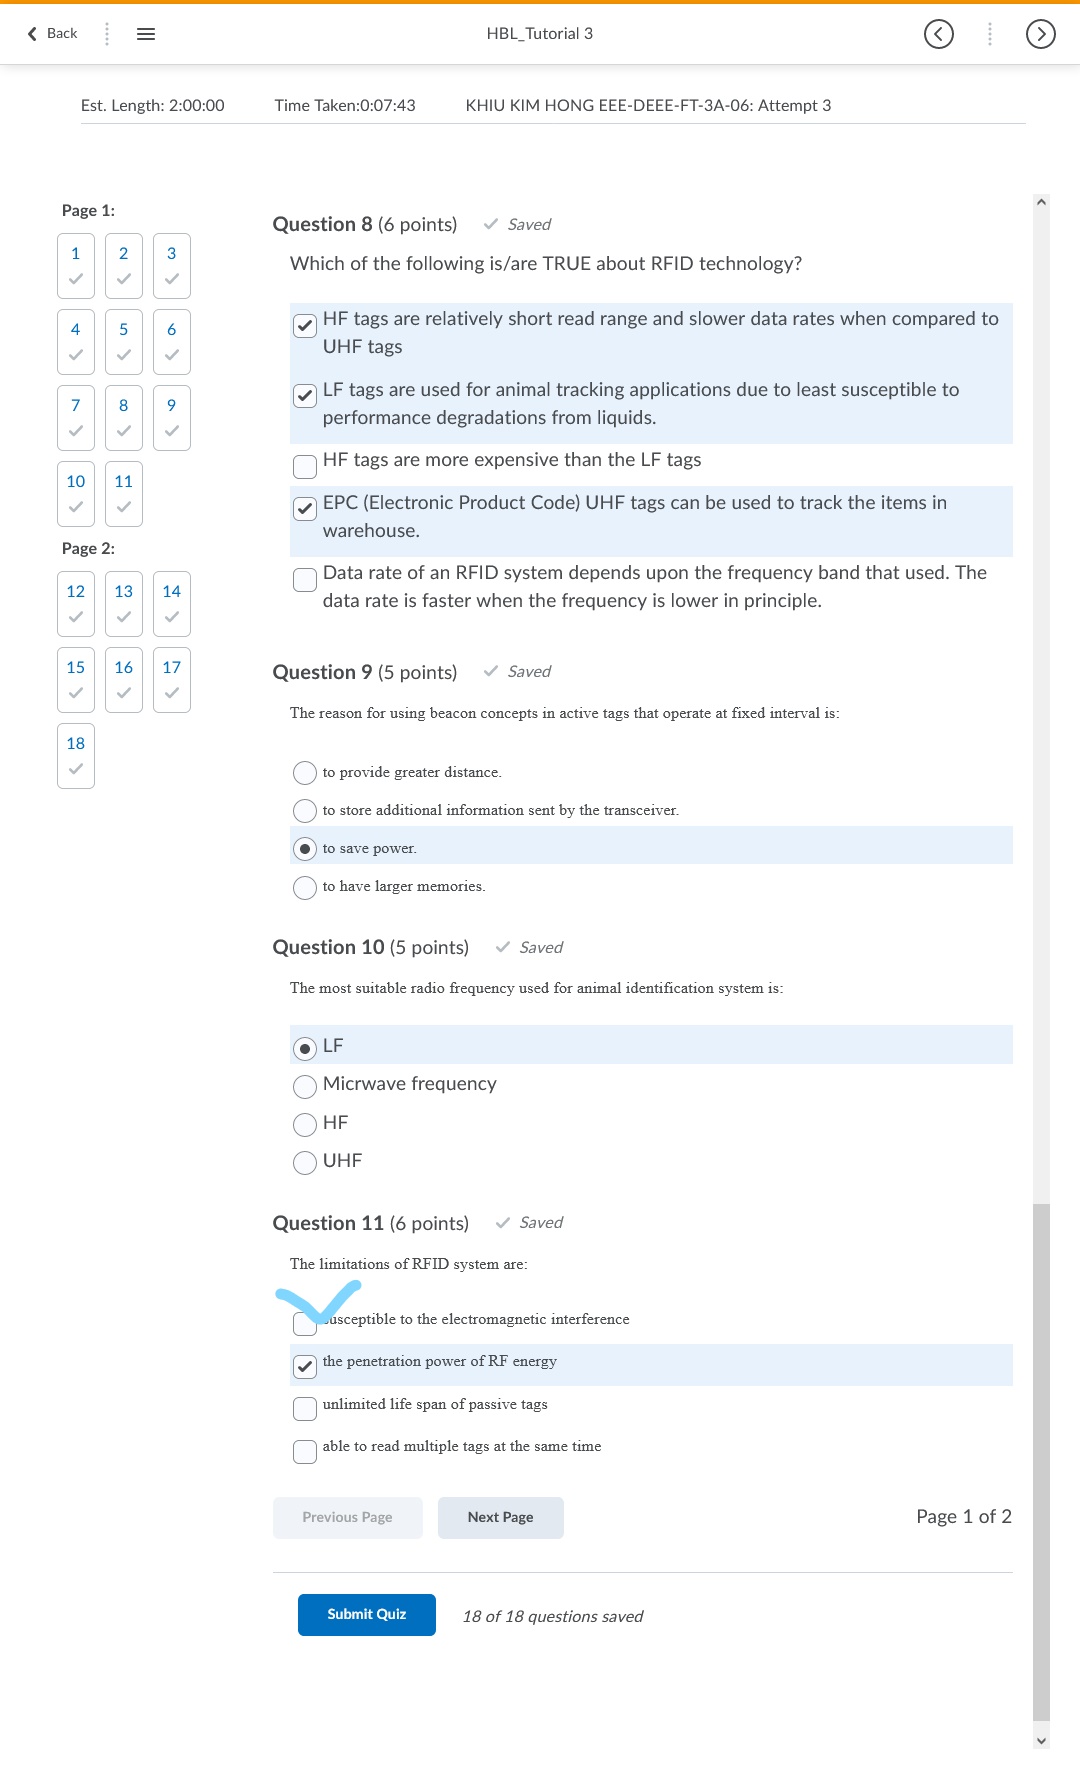 Back
HBL_Tutorial 3
Est. Length: 2:00:00 Time Taken:0:07:43 KHIU KIM HONG EEE-DEEE-FT-3A-06: Attempt 3
Page 1:
1 2 3
4 5 6
7 8 9
10 11
Page 2:
12 13 14
15 16 17
18
Question 8 (6 points) Saved
Which of the following is/are TRUE about RFID technology?
HF tags are relatively short read range and slower data rates when compared to
UHF tags
LF tags are used for animal tracking applications due to least susceptible to
performance degradations from liquids.
HF tags are more expensive than the LF tags
EPC (Electronic Product Code) UHF tags can be used to track the items in
warehouse.
Data rate of an RFID system depends upon the frequency band that used. The
data rate is faster when the frequency is lower in principle.
Question 9 (5 points) Saved
The reason for using beacon concepts in active tags that operate at fixed interval is:
to provide greater distance.
to store additional information sent by the transceiver.
to save power.
to have larger memories.
Question 10 (5 points) Saved
The most suitable radio frequency used for animal identification system is:
LF
Micrwave frequency
HF
UHF
Question 11 (6 points) Saved
The limitations of RFID system are:
susceptible to the electromagnetic interference
the penetration power of RF energy
unlimited life span of passive tags
able to read multiple tags at the same time
Previous Page Next Page Page 1 of 2
Submit Quiz 18 of 18 questions saved